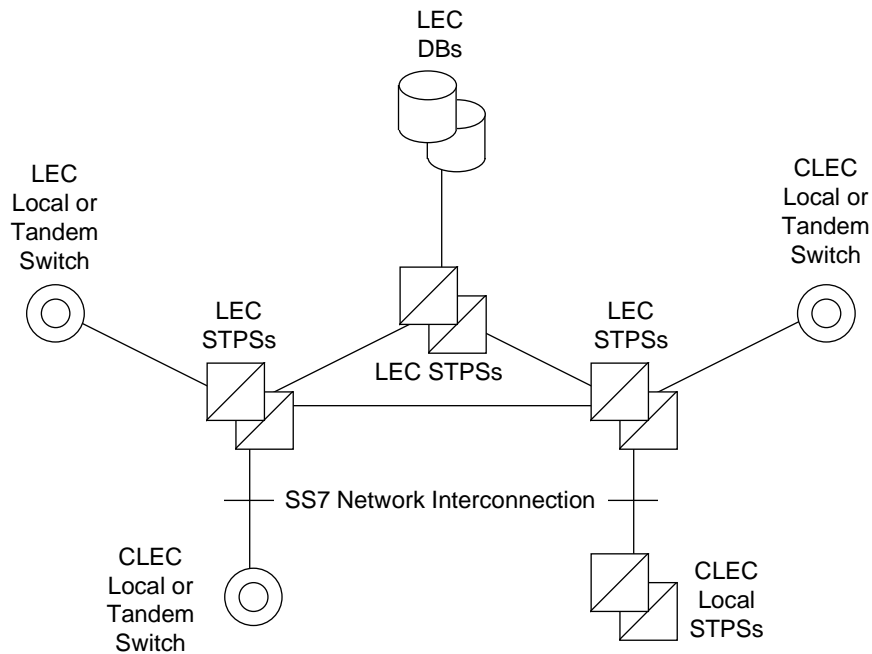 LEC
DBs
LEC
Local or
Tandem
Switch
CLEC
Local or
Tandem
Switch
LEC
STPSs
LEC STPSs
LEC
STPSs
SS7 Network Interconnection
CLEC
Local or
Tandem
Switch
CLEC
Local
STPSs